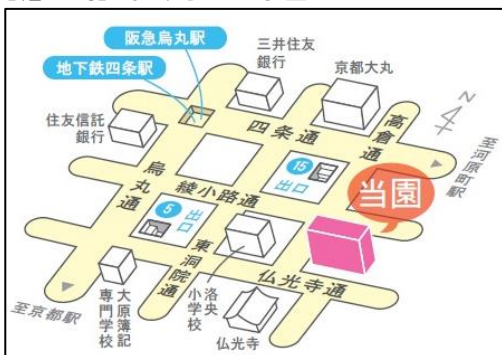 阪急烏丸駅
地下鉄四条駅
三井住友
銀行
京都大丸
住友信託
銀行
四条通
高倉通
N
至河原町駅
烏丸通
15
出口
綾小路通
当園
5
出口
東洞院通
洛央
小学校
仏光寺通
至京都駅
大原簿記
専門学校
仏光寺